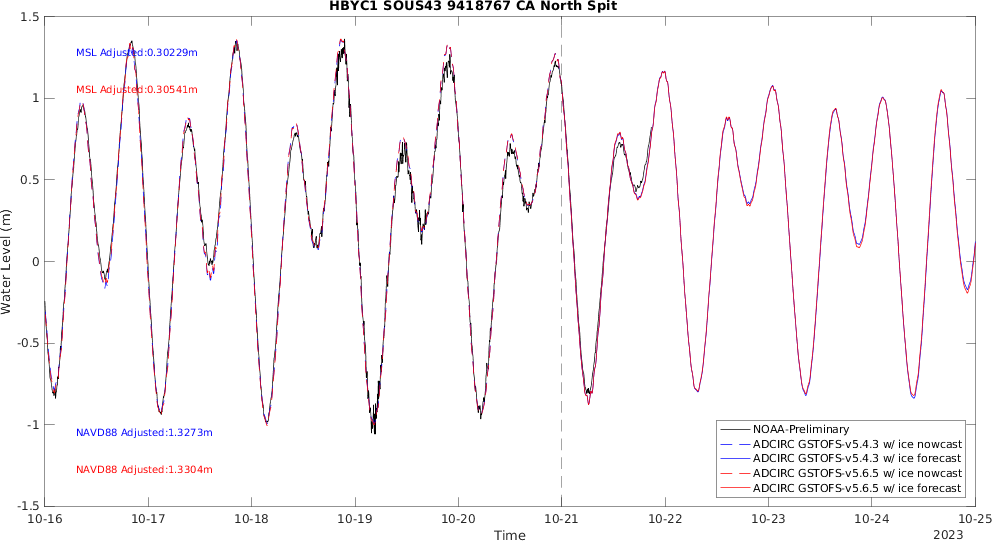 HBYC1 SOUS43 9418767 CA North Spit
1.5
1
0.5
0
-0.5
-1
-1.5
Water Level (m)
MSL Adjusted:0.30229m
MSL Adjusted:0.30541m
NAVD88 Adjusted:1.3273m
NAVD88 Adjusted:1.3304m
NOAA-Preliminary
ADCIRC GSTOFS-v5.4.3 w/ ice nowcast
ADCIRC GSTOFS-v5.4.3 w/ ice forecast
ADCIRC GSTOFS-v5.6.5 w/ ice nowcast
ADCIRC GSTOFS-v5.6.5 w/ ice forecast
10-16 10-17 10-18 10-19 10-20 10-21 10-22 10-23 10-24 10-25
Time
2023